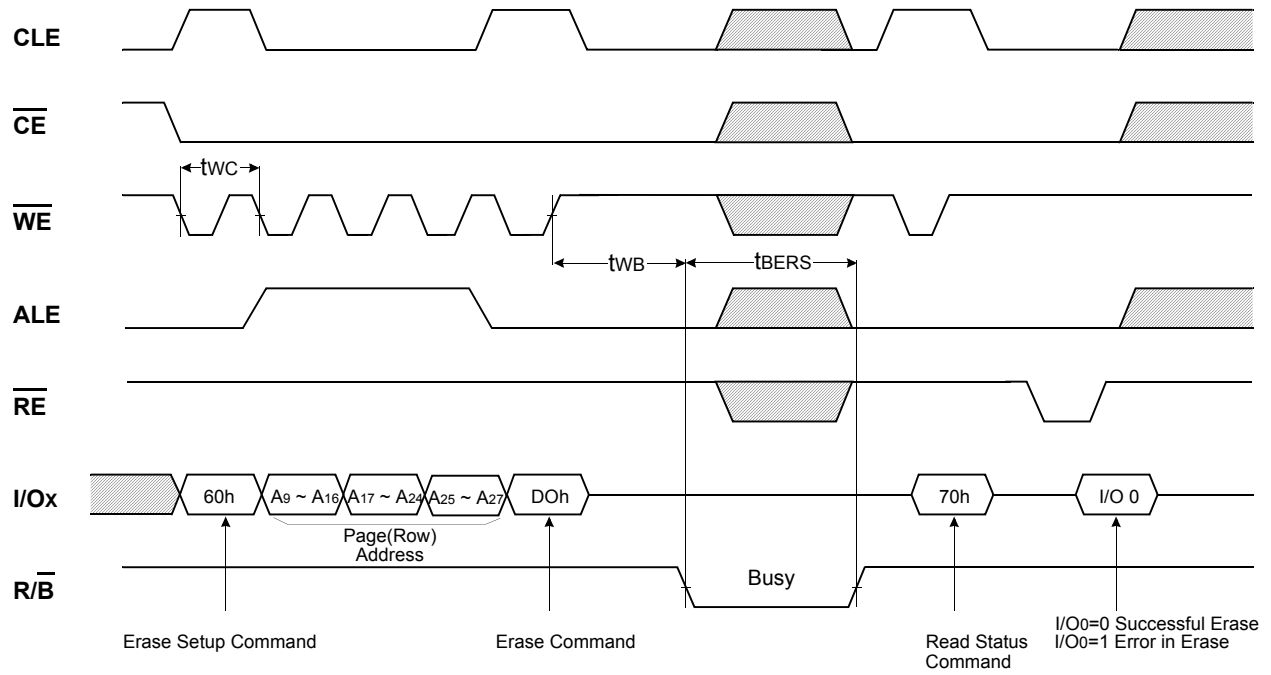 CLE
CE
tWC
WE
tWB
tBERS
ALE
RE
I/Ox
60h
A9 ~ A16
A17 ~ A24
A25 ~ A27
DOh
70h
I/O 0
Page(Row)
Address
R/B
Busy
Erase Setup Command
Erase Command
Read Status
Command
I/O0=0 Successful Erase
I/O0=1 Error in Erase